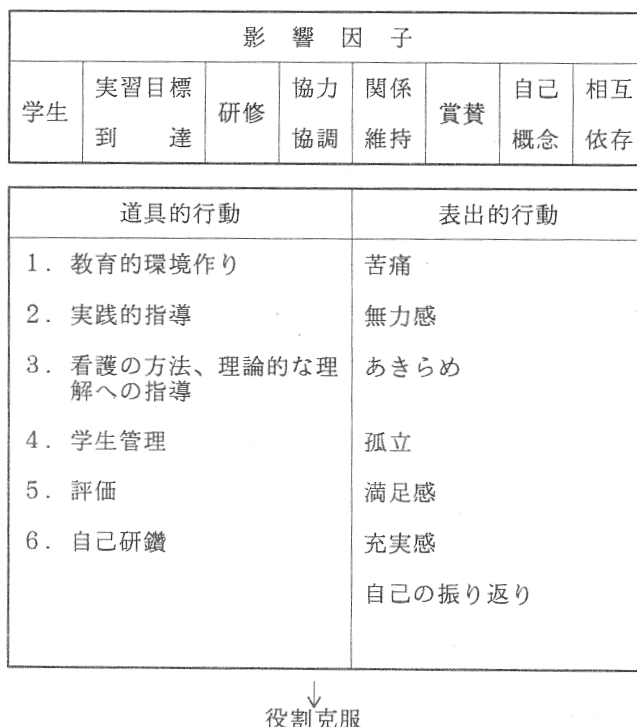 影響因子
学生 実習目標到達 研修 協力協調 関係維持 賞賛 自己概念 相互依存
道具的行動 表出的行動
1. 教育的環境作り 苦痛
2. 実践的指導 無力感
3. 看護の方法、理論的な理 あきらめ
解への指導
4. 学生管理 孤立
5. 評価 満足感
6. 自己研鑽 充実感
自己の振り返り
↓
役割克服